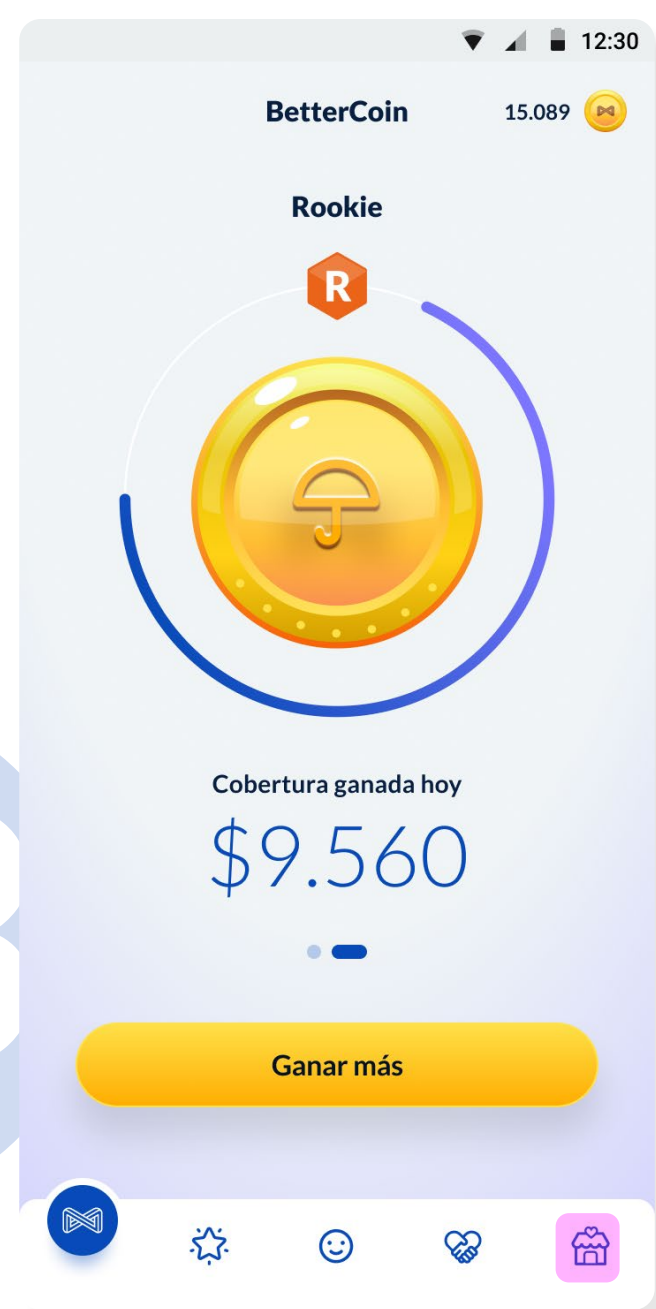 12:30
BetterCoin
15.089
Rookie
R
Cobertura ganada hoy
$9.560
Ganar más